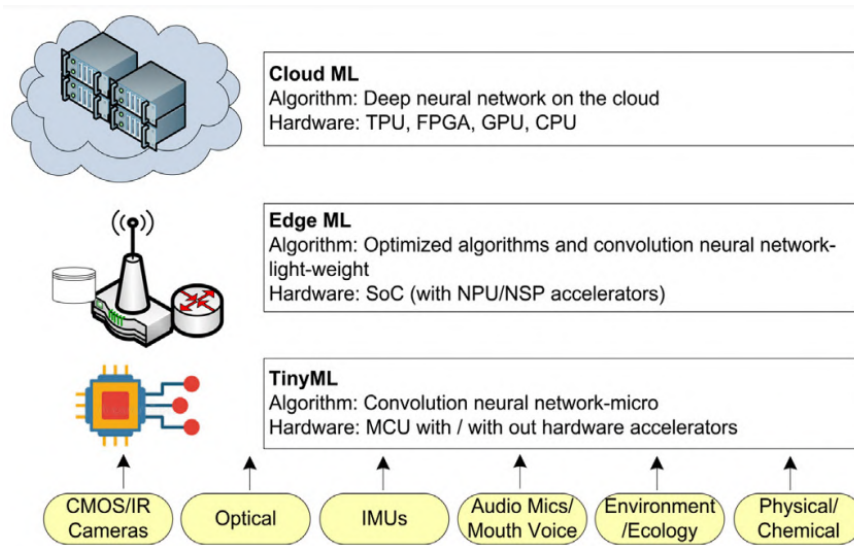 Cloud ML
Algorithm: Deep neural network on the cloud
Hardware: TPU, FPGA, GPU, CPU
Edge ML
Algorithm: Optimized algorithms and convolution neural network-
light-weight
Hardware: SoC (with NPU/NSP accelerators)
TinyML
Algorithm: Convolution neural network-micro
Hardware: MCU with / with out hardware accelerators
CMOS/IR
Cameras
Optical
IMUs
Audio Mics/
Mouth Voice
Environment
/Ecology
Physical/
Chemical